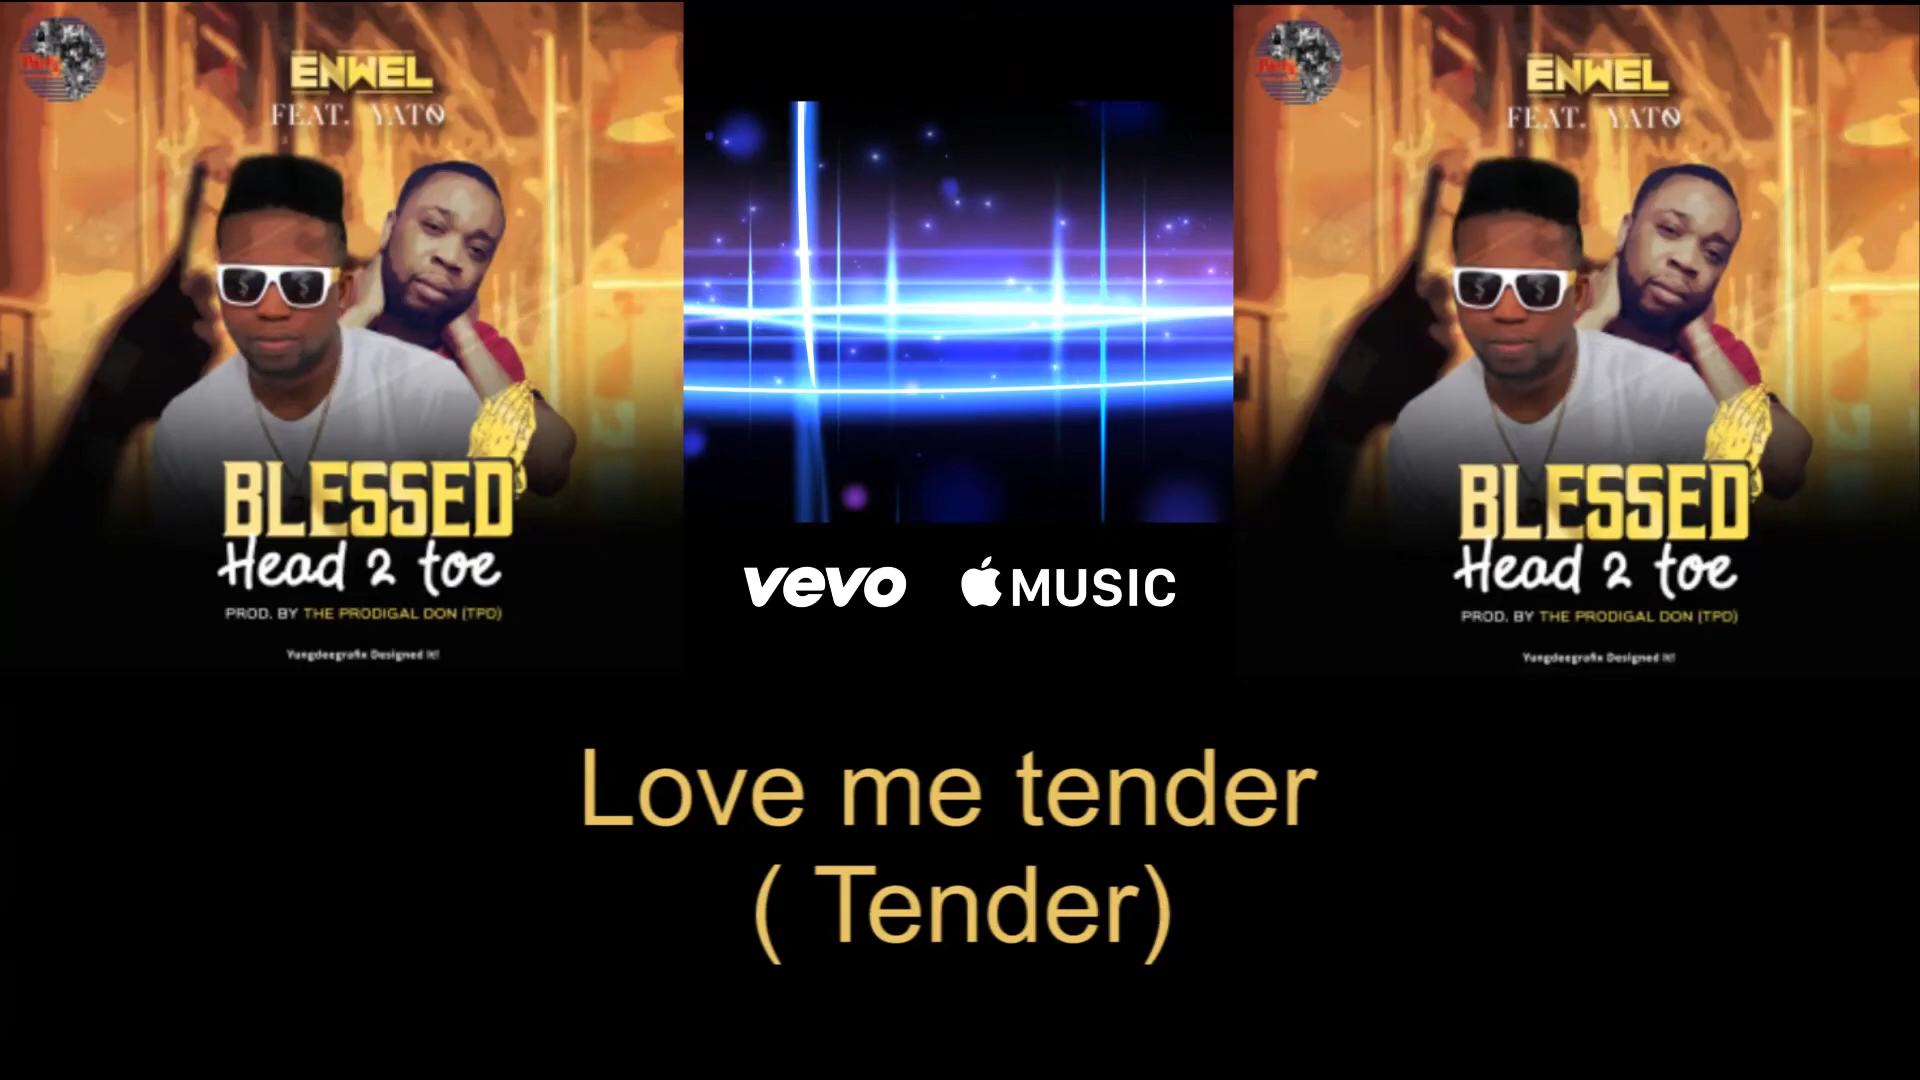 ENWEL
FEAT. YATO
BLESSED
Head 2 toe
PROD. BY THE PRODIGAL DON (TPD)
Yungdeegrafix Designed It!
vevo
MUSIC
ENWEL
FEAT. YATO
BLESSED
Head 2 toe
PROD. BY THE PRODIGAL DON (TPD)
Yungdeegrafix Designed It!
Love me tender
( Tender)